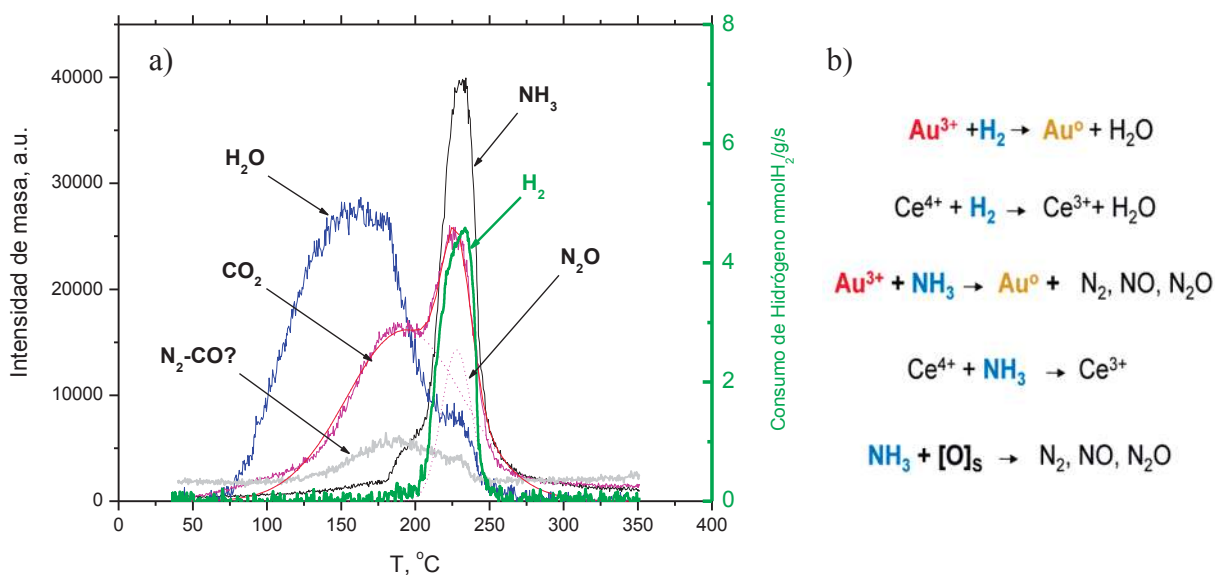 a)
Intensidad de masa, a.u.
40000
30000
20000
10000
0
0 50 100 150 200 250 300 350 400
T, °C
8
6
4
2
0
Consumo de Hidrógeno mmolH₂/g/s
NH₃
H₂O
H₂
CO₂
N₂O
N₂-CO?
b)
Au³⁺ +H₂ → Auº + H₂O
Ce⁴⁺ + H₂ → Ce³⁺ + H₂O
Au³⁺ + NH₃ → Auº + N₂, NO, N₂O
Ce⁴⁺ + NH₃ → Ce³⁺
NH₃ + [O]ₛ → N₂, NO, N₂O